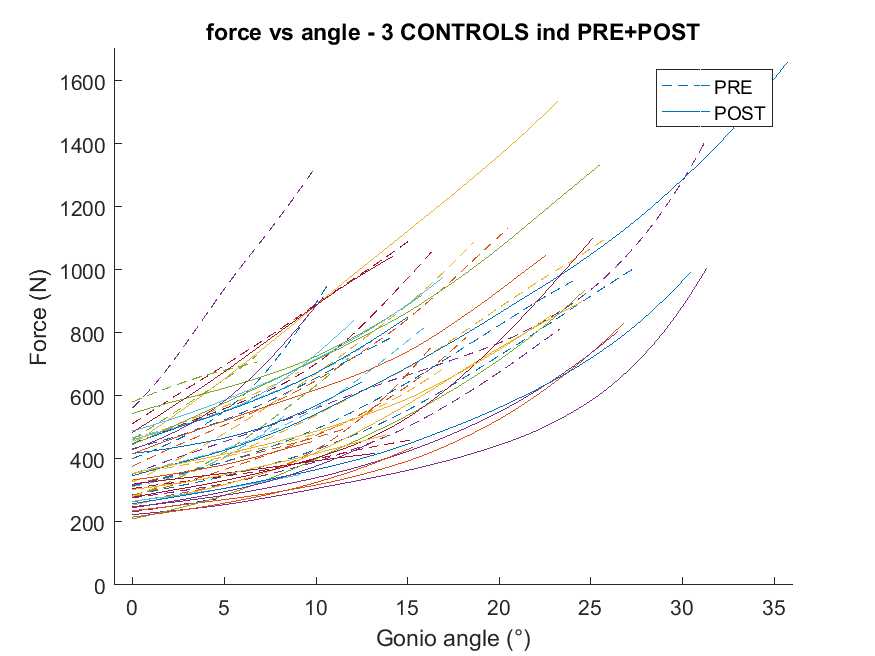 force vs angle - 3 CONTROLS ind PRE+POST
PRE
POST
1600
1400
1200
1000
800
600
400
200
0
Force (N)
0 5 10 15 20 25 30 35
Gonio angle (°)